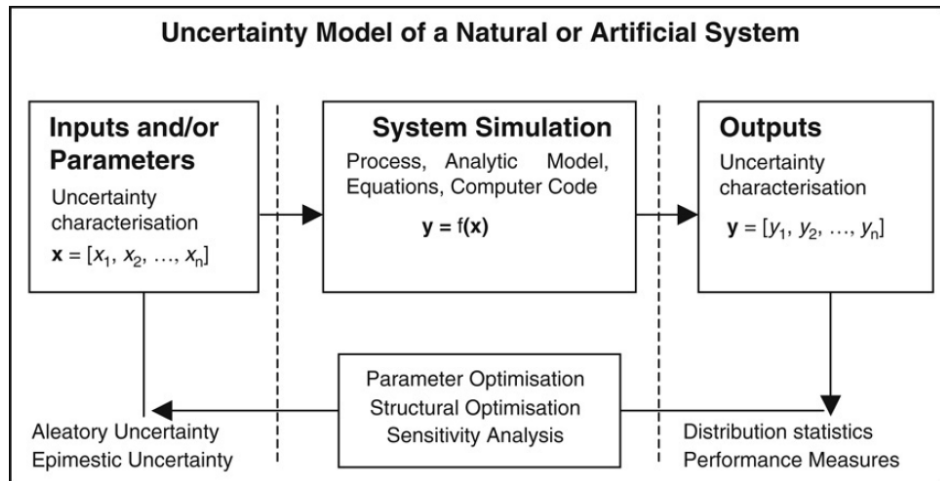 Uncertainty Model of a Natural or Artificial System
Inputs and/or
Parameters
Uncertainty
characterisation
x = [x1, x2, …, xn]
System Simulation
Process, Analytic Model,
Equations, Computer Code
y = f(x)
Outputs
Uncertainty
characterisation
y = [y1, y2, …, yn]
Parameter Optimisation
Structural Optimisation
Sensitivity Analysis
Aleatory Uncertainty
Epimestic Uncertainty
Distribution statistics
Performance Measures